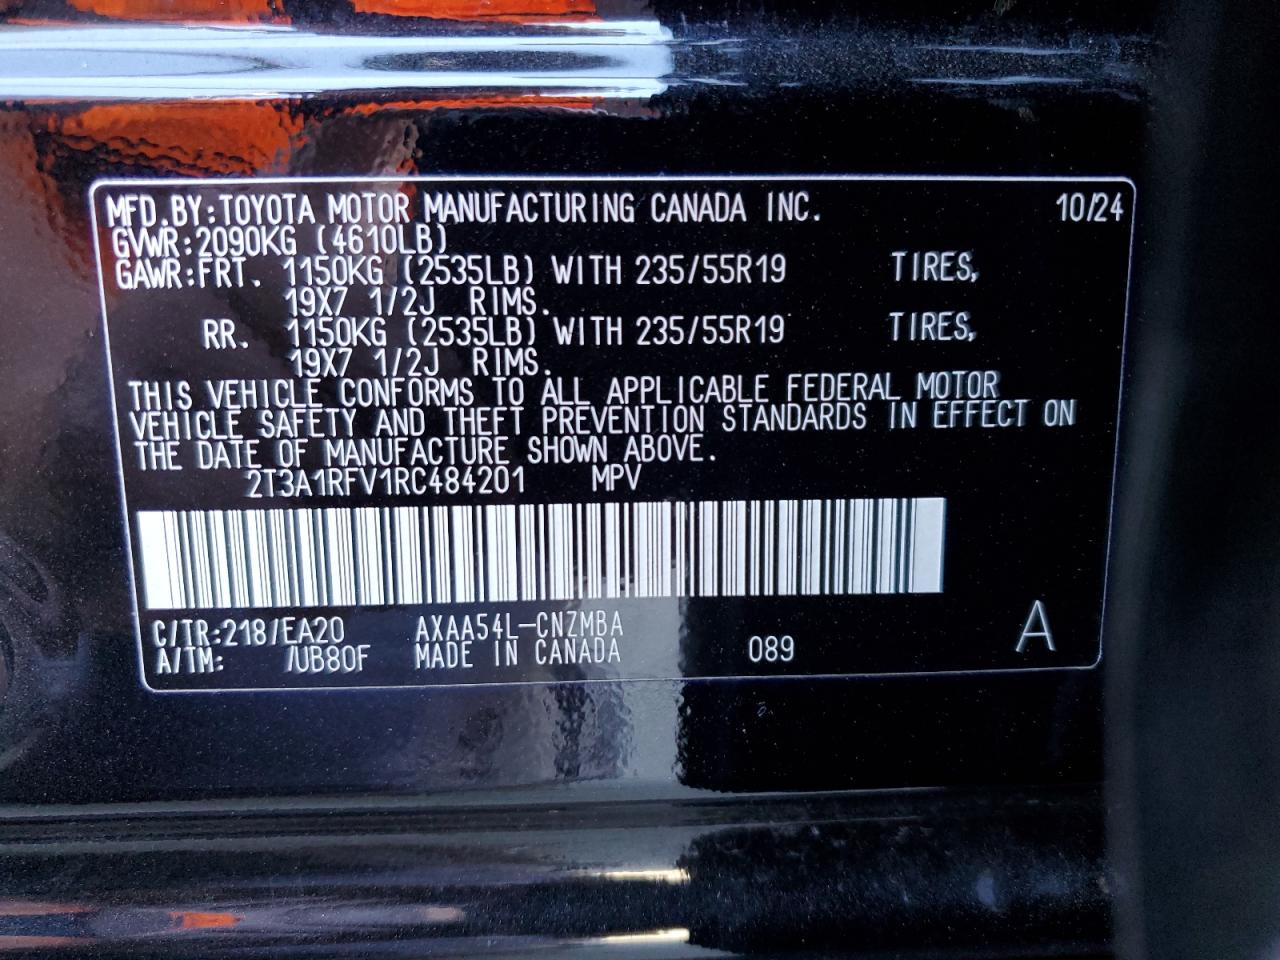 MFD.BY:TOYOTA MOTOR MANUFACTURING CANADA INC. 10/24
GVWR:2090KG (4610LB)
GAWR:FRT. 1150KG (2535LB) WITH 235/55R19 TIRES,
19X7 1/2J RIMS.
RR. 1150KG (2535LB) WITH 235/55R19 TIRES,
19X7 1/2J RIMS.
THIS VEHICLE CONFORMS TO ALL APPLICABLE FEDERAL MOTOR
VEHICLE SAFETY AND THEFT PREVENTION STANDARDS IN EFFECT ON
THE DATE OF MANUFACTURE SHOWN ABOVE.
2T3A1RFV1RC484201 MPV
C/TR:218/EA20 AXAA54L-CNZMBA
A/TM: /UB80F MADE IN CANADA 089 A